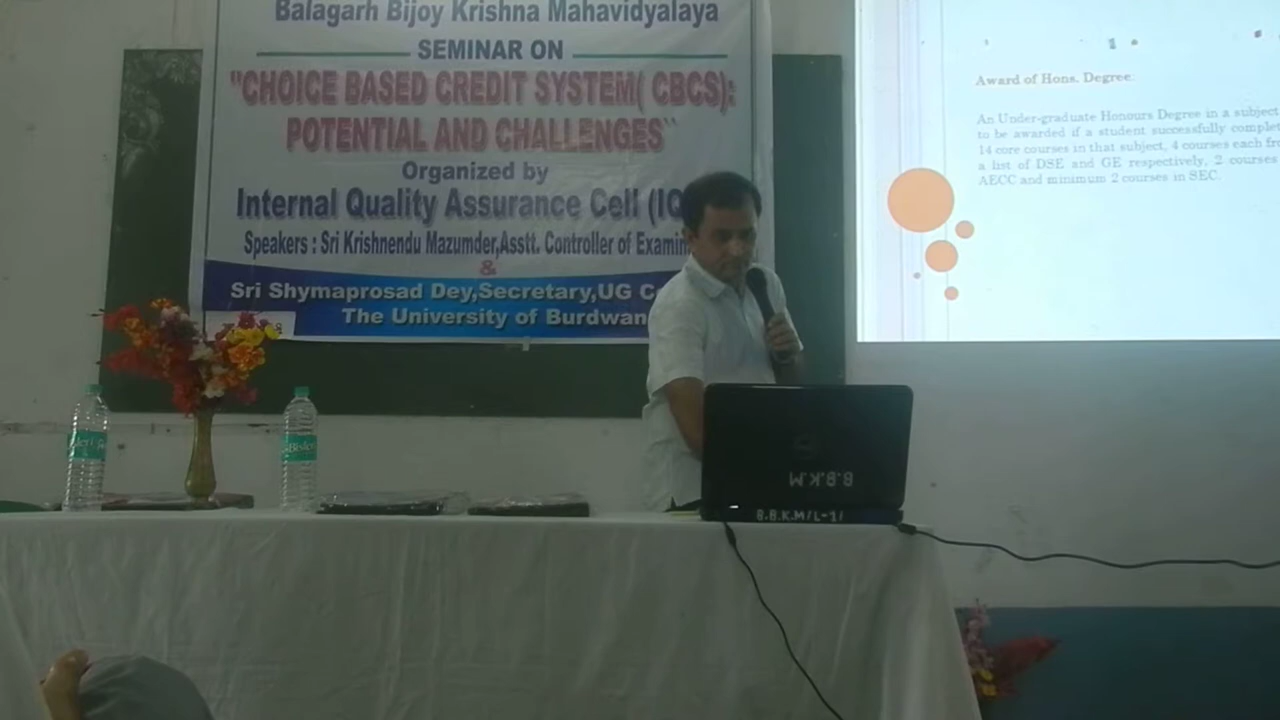 Balagarh Bijoy Krishna Mahavidyalaya
SEMINAR ON
"CHOICE BASED CREDIT SYSTEM( CBCS):
POTENTIAL AND CHALLENGES``
Organized by
Internal Quality Assurance Cell (IQ
Speakers : Sri Krishnendu Mazumder,Asstt. Controller of Examin
&
Sri Shymaprosad Dey,Secretary,UG C
The University of Burdwan
Award of Hons. Degree:
An Under-graduate Honours Degree in a subject
to be awarded if a student successfully complet
14 core courses in that subject, 4 courses each fro
a list of DSE and GE respectively, 2 courses
AECC and minimum 2 courses in SEC.
Bisleri
B.B.K.M.
B.B.K.M/L-1/